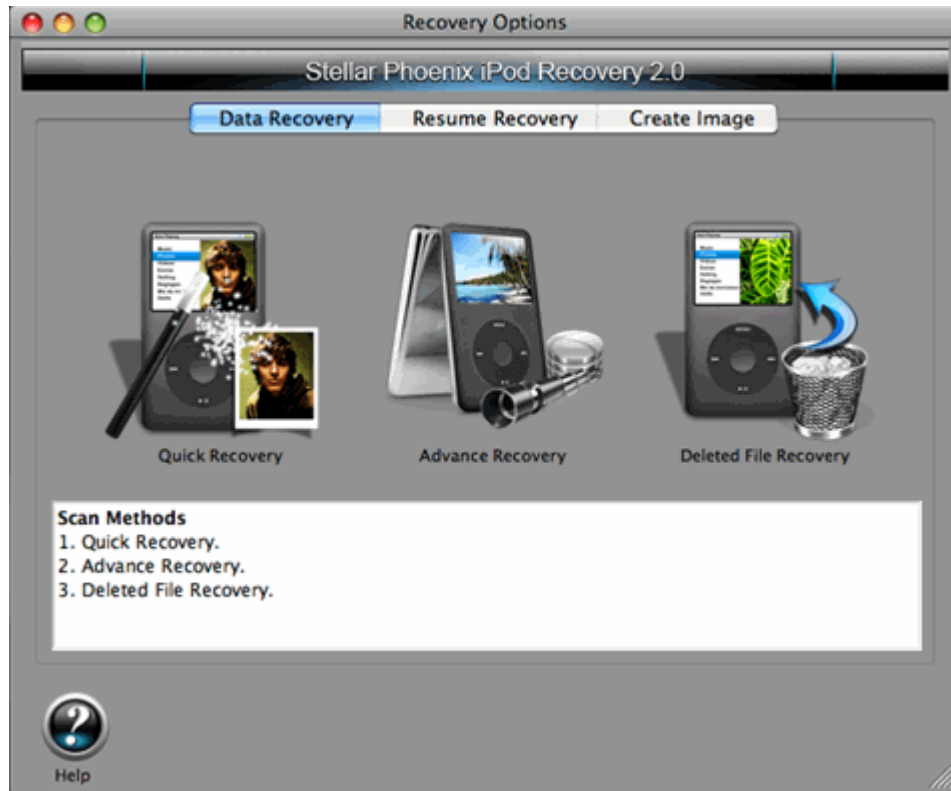 Recovery Options
Stellar Phoenix iPod Recovery 2.0
Data Recovery Resume Recovery Create Image
Quick Recovery Advance Recovery Deleted File Recovery
Scan Methods
1. Quick Recovery.
2. Advance Recovery.
3. Deleted File Recovery.
Help